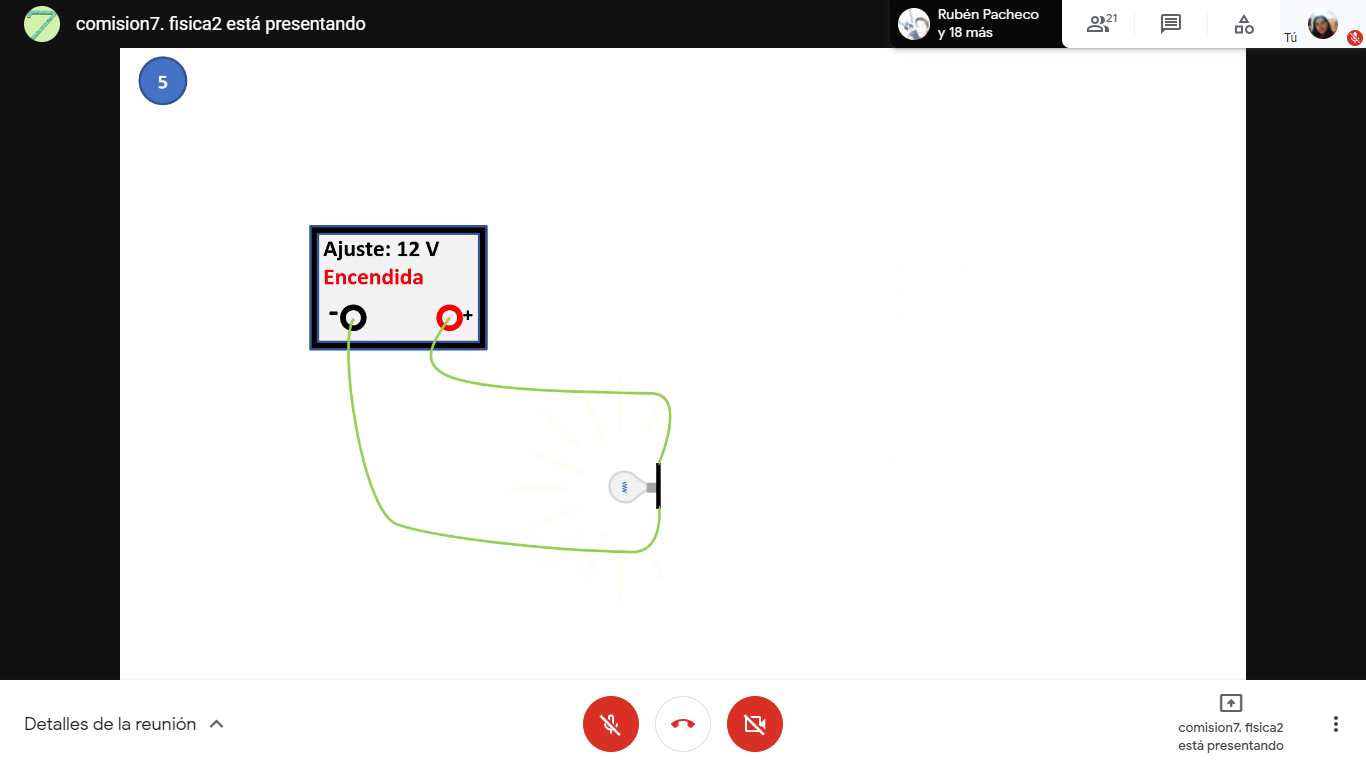 comision7. fisica2 está presentando
Rubén Pacheco
y 18 más
21
Tú
5
Ajuste: 12 V
Encendida
- +
Detalles de la reunión
comision7. fisica2
está presentando